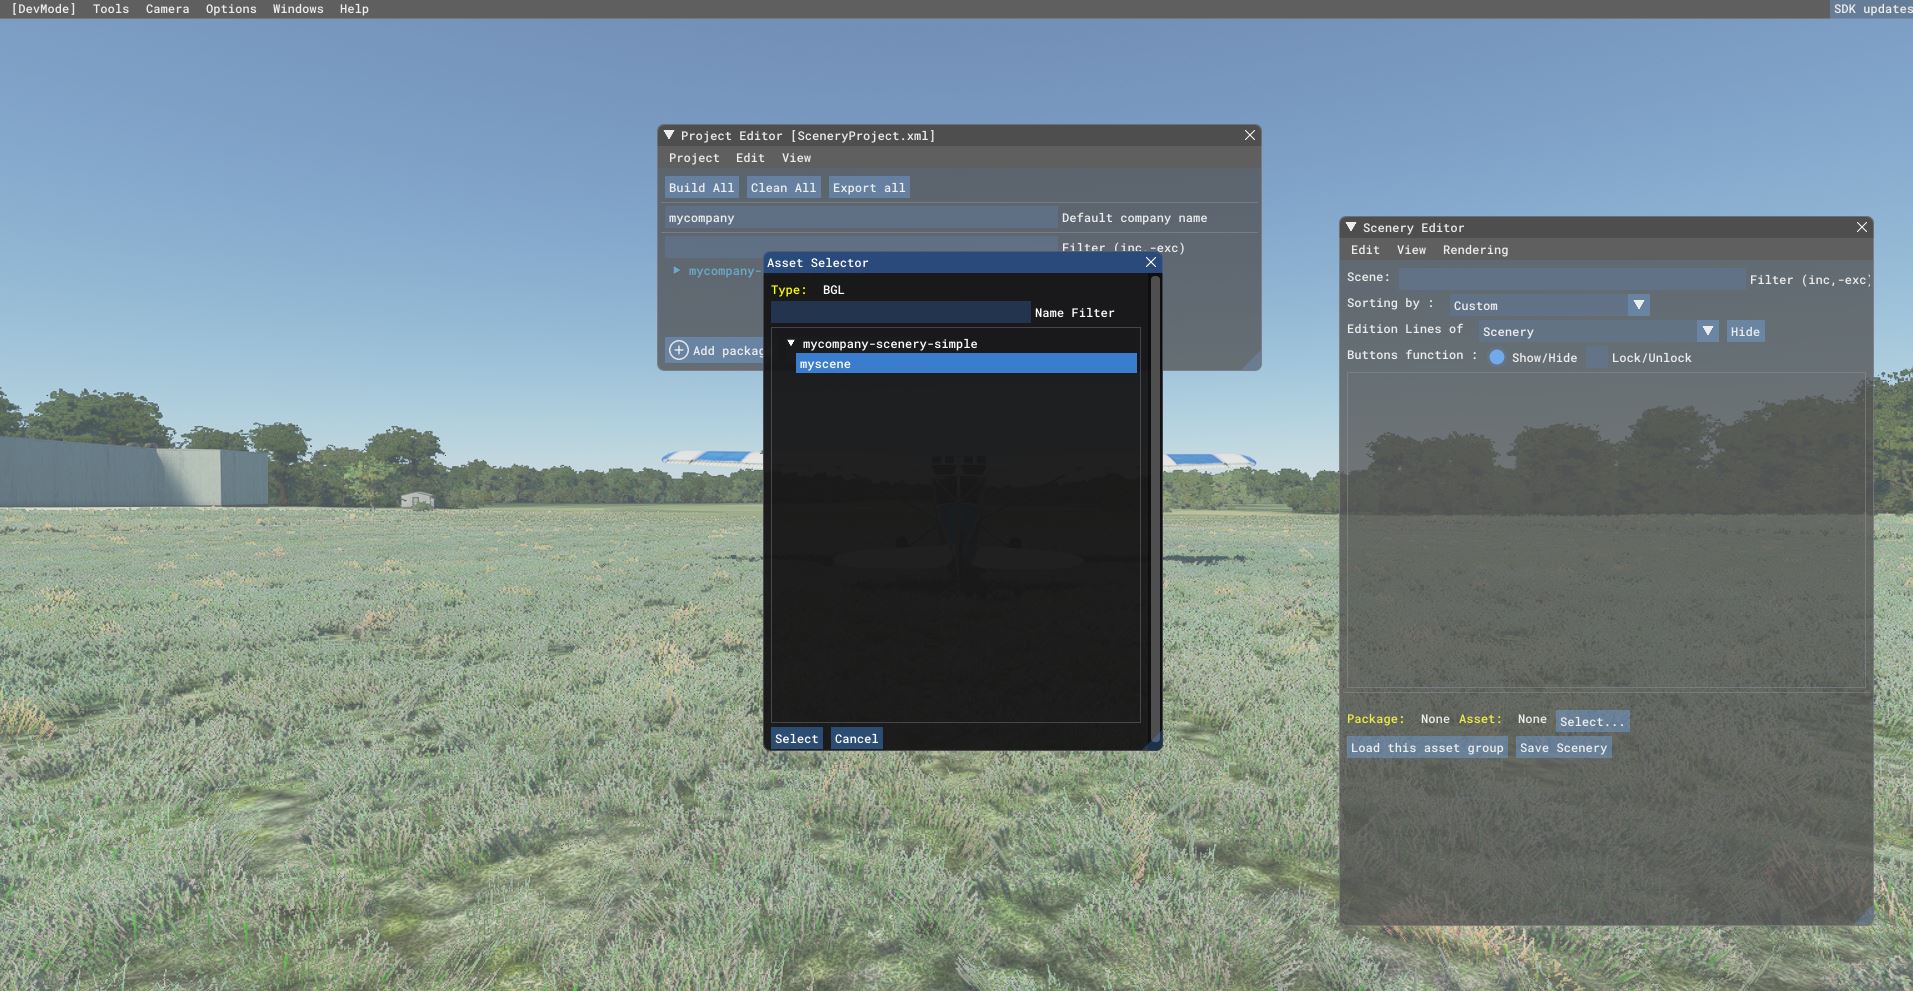 [DevMode] Tools Camera Options Windows Help SDK updates
Project Editor [SceneryProject.xml]
Project Edit View
Build All Clean All Export all
mycompany Default company name
Filter (inc,-exc)
mycompany-
Add packag
Asset Selector
Type: BGL
Name Filter
mycompany-scenery-simple
myscene
Select Cancel
Scenery Editor
Edit View Rendering
Scene: Filter (inc,-exc)
Sorting by : Custom
Edition Lines of Scenery Hide
Buttons function : Show/Hide Lock/Unlock
Package: None Asset: None Select...
Load this asset group Save Scenery